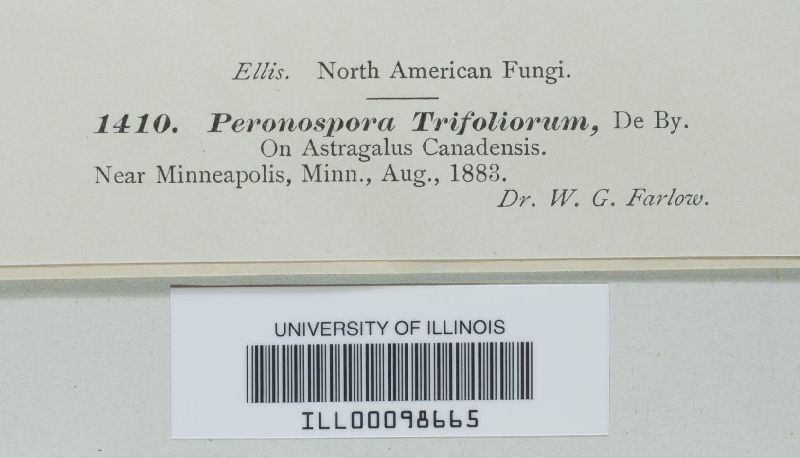 Ellis. North American Fungi.
1410. Peronospora Trifoliorum, De By.
On Astragalus Canadensis.
Near Minneapolis, Minn., Aug., 1883.
Dr. W. G. Farlow.
UNIVERSITY OF ILLINOIS
ILL00098665